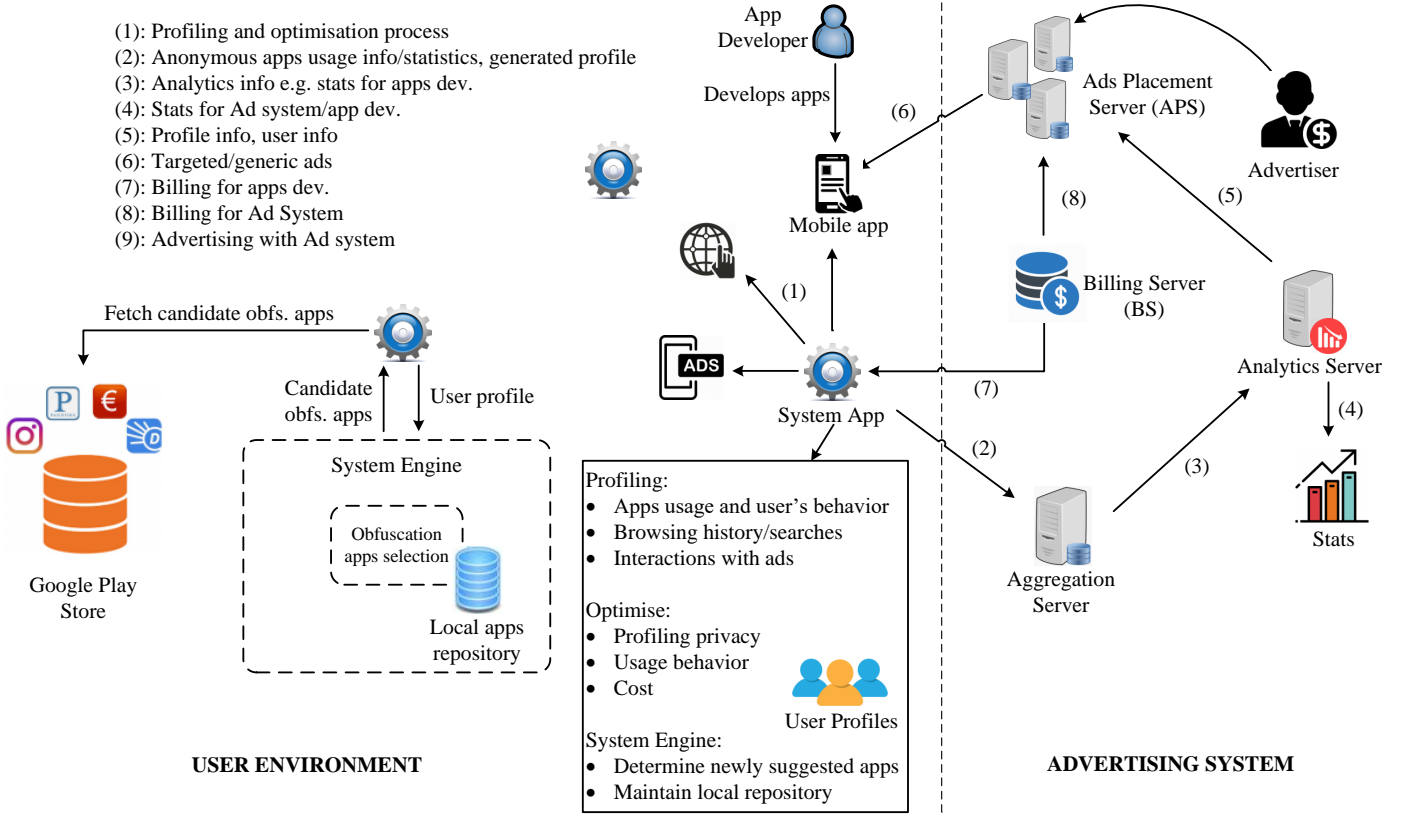 (1): Profiling and optimisation process
(2): Anonymous apps usage info/statistics, generated profile
(3): Analytics info e.g. stats for apps dev.
(4): Stats for Ad system/app dev.
(5): Profile info, user info
(6): Targeted/generic ads
(7): Billing for apps dev.
(8): Billing for Ad System
(9): Advertising with Ad system
App
Developer
Develops apps
(6)
Mobile app
(1)
ADS
System App
Fetch candidate obfs. apps
Candidate
obfs. apps
User profile
P
€
D
Google Play
Store
System Engine
Obfuscation
apps selection
Local apps
repository
USER ENVIRONMENT
Profiling:
• Apps usage and user's behavior
• Browsing history/searches
• Interactions with ads
Optimise:
• Profiling privacy
• Usage behavior
• Cost
User Profiles
System Engine:
• Determine newly suggested apps
• Maintain local repository
Ads Placement
Server (APS)
$
Advertiser
(8)
(5)
$
Billing Server
(BS)
(7)
Analytics Server
(4)
(2)
(3)
Stats
Aggregation
Server
ADVERTISING SYSTEM